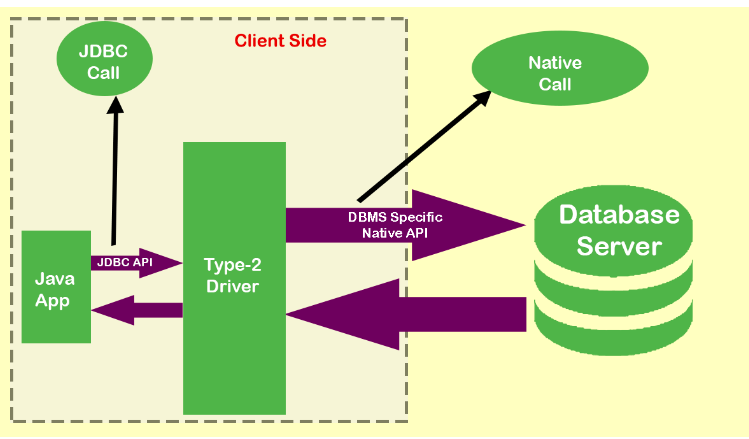 Client Side
JDBC
Call
Native
Call
DBMS Specific
Native API
Database
Server
JDBC API
Java
App
Type-2
Driver